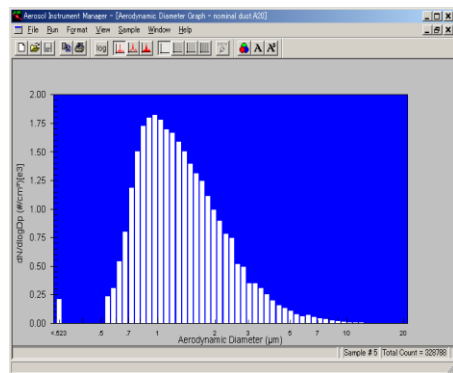 Aerosol Instrument Manager - [Aerodynamic Diameter Graph - nominal dust.A20]
File Run Format View Sample Window Help
log A
2.00
1.75
1.50
1.25
1.00
0.75
0.50
0.25
0.00
dN/dlogDp (#/cm³)[e3]
<.523 .5 .7 1 2 3 5 7 10 20
Aerodynamic Diameter (µm)
Sample # 5 Total Count = 328788